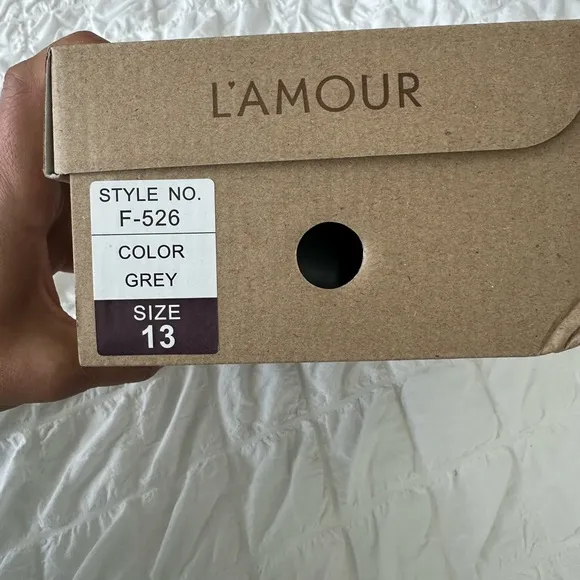 L'AMOUR
STYLE NO.
F-526
COLOR
GREY
SIZE
13